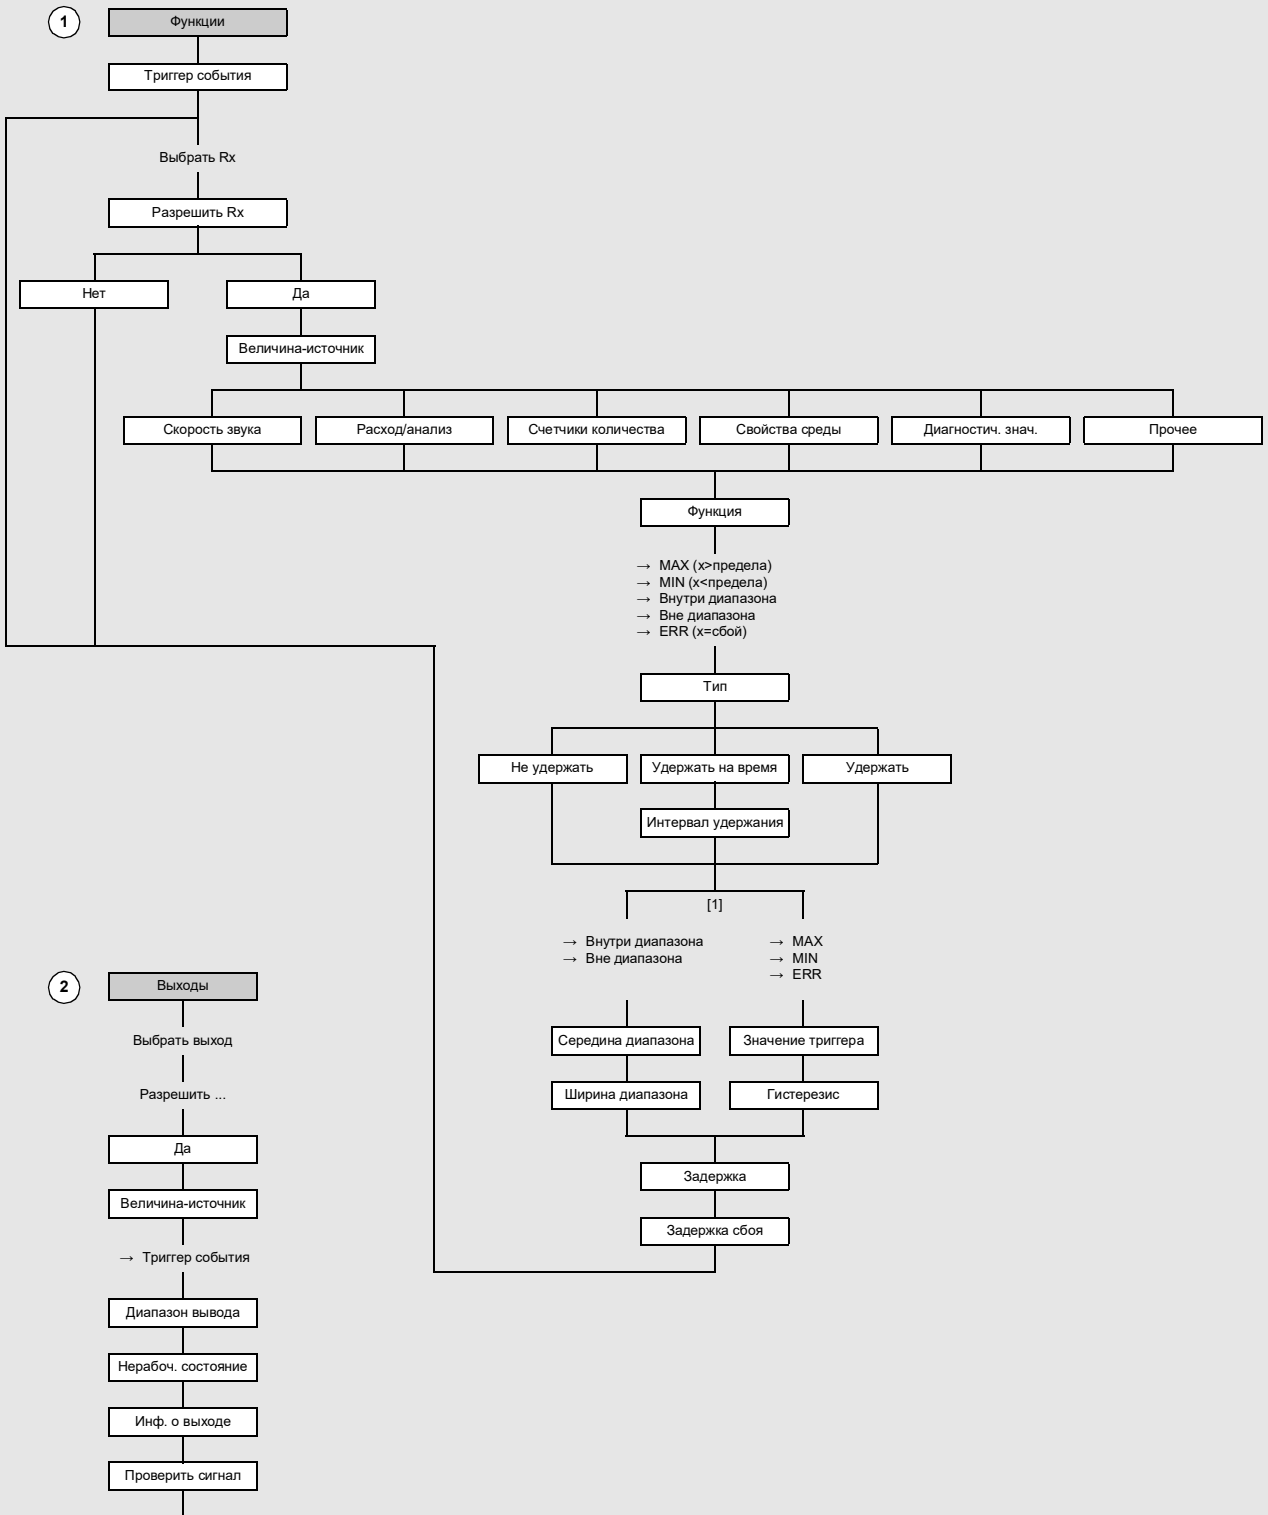 1
Функции
Триггер события
Выбрать Rx
Разрешить Rx
Нет
Да
Величина-источник
Скорость звука
Расход/анализ
Счетчики количества
Свойства среды
Диагностич. знач.
Прочее
Функция
→ MAX (x>предела)
→ MIN (x<предела)
→ Внутри диапазона
→ Вне диапазона
→ ERR (x=сбой)
Тип
Не удержать
Удержать на время
Удержать
Интервал удержания
[1]
→ Внутри диапазона
→ Вне диапазона
→ MAX
→ MIN
→ ERR
Середина диапазона
Значение триггера
Ширина диапазона
Гистерезис
Задержка
Задержка сбоя
2
Выходы
Выбрать выход
Разрешить ...
Да
Величина-источник
→ Триггер события
Диапазон вывода
Нерабоч. состояние
Инф. о выходе
Проверить сигнал